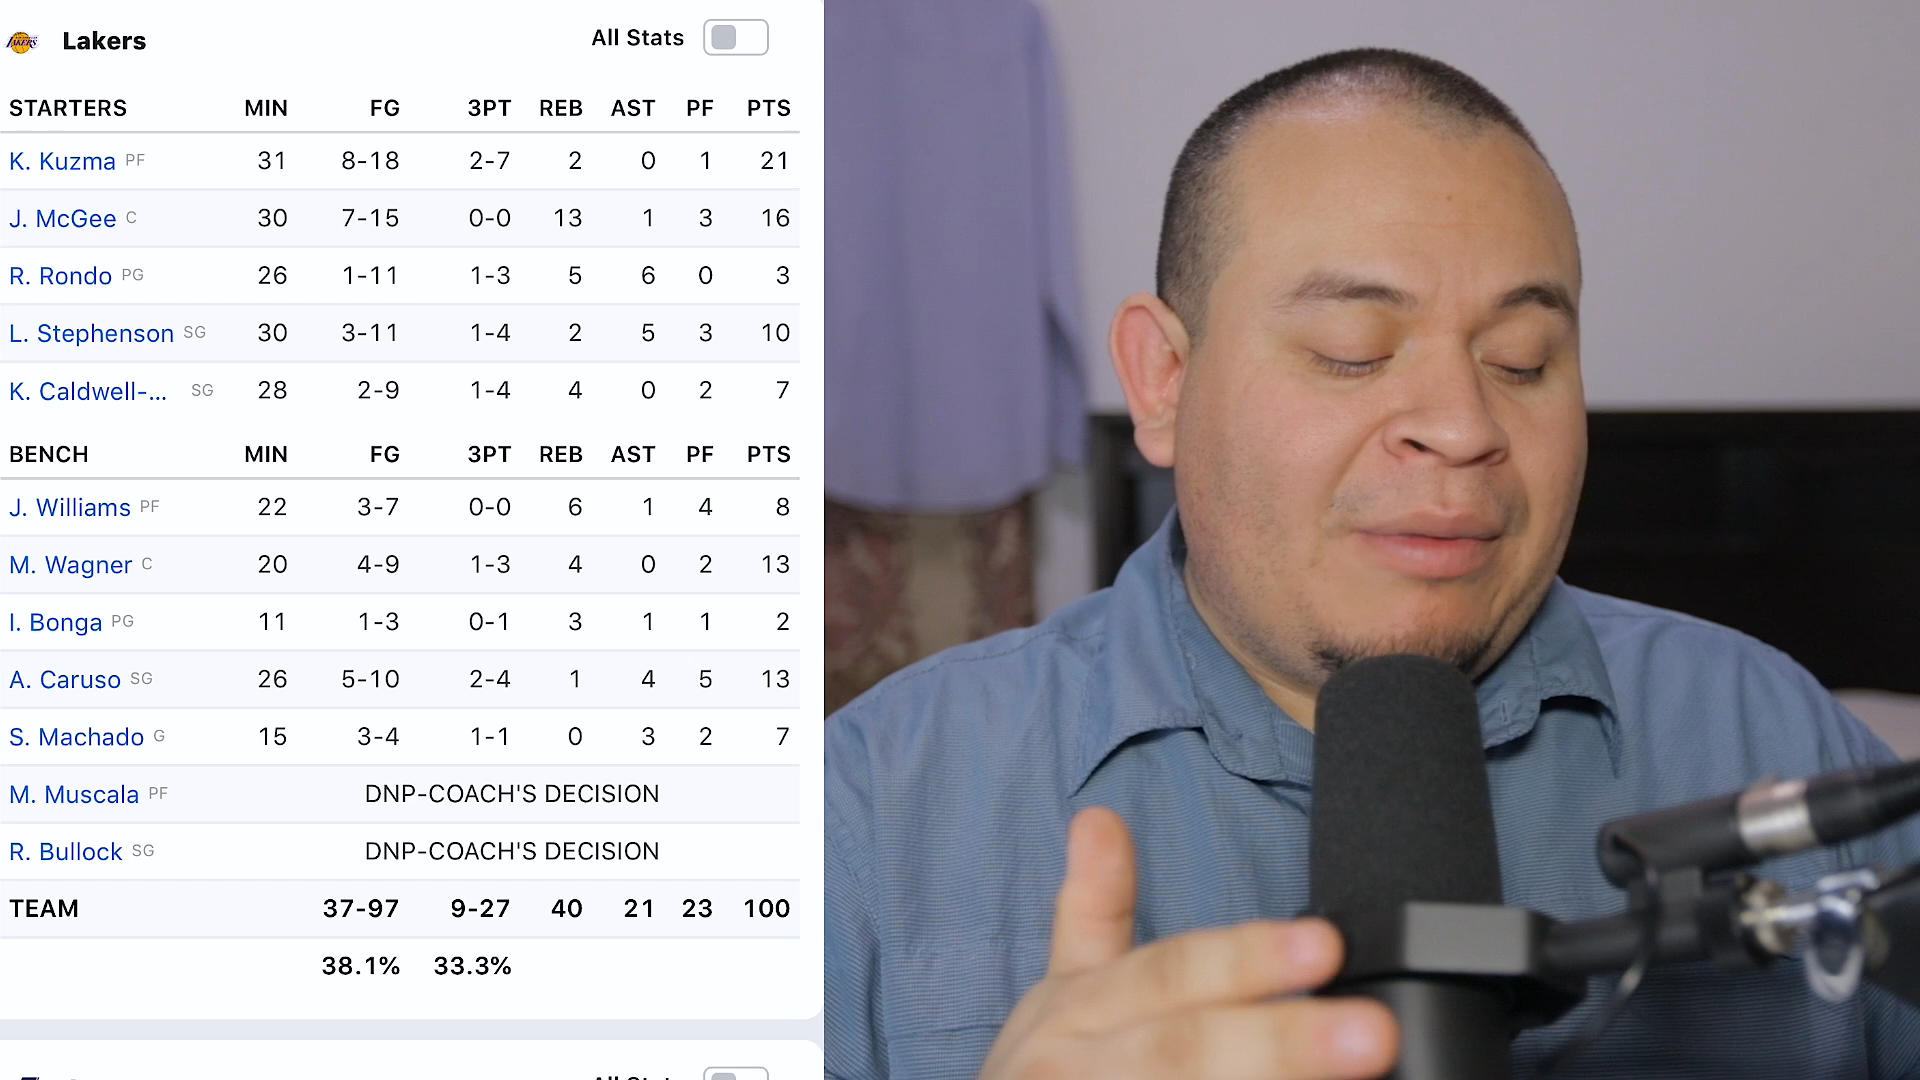 Lakers All Stats
STARTERS MIN FG 3PT REB AST PF PTS
K. Kuzma PF 31 8-18 2-7 2 0 1 21
J. McGee C 30 7-15 0-0 13 1 3 16
R. Rondo PG 26 1-11 1-3 5 6 0 3
L. Stephenson SG 30 3-11 1-4 2 5 3 10
K. Caldwell-... SG 28 2-9 1-4 4 0 2 7
BENCH MIN FG 3PT REB AST PF PTS
J. Williams PF 22 3-7 0-0 6 1 4 8
M. Wagner C 20 4-9 1-3 4 0 2 13
I. Bonga PG 11 1-3 0-1 3 1 1 2
A. Caruso SG 26 5-10 2-4 1 4 5 13
S. Machado G 15 3-4 1-1 0 3 2 7
M. Muscala PF DNP-COACH'S DECISION
R. Bullock SG DNP-COACH'S DECISION
TEAM 37-97 9-27 40 21 23 100
38.1% 33.3%